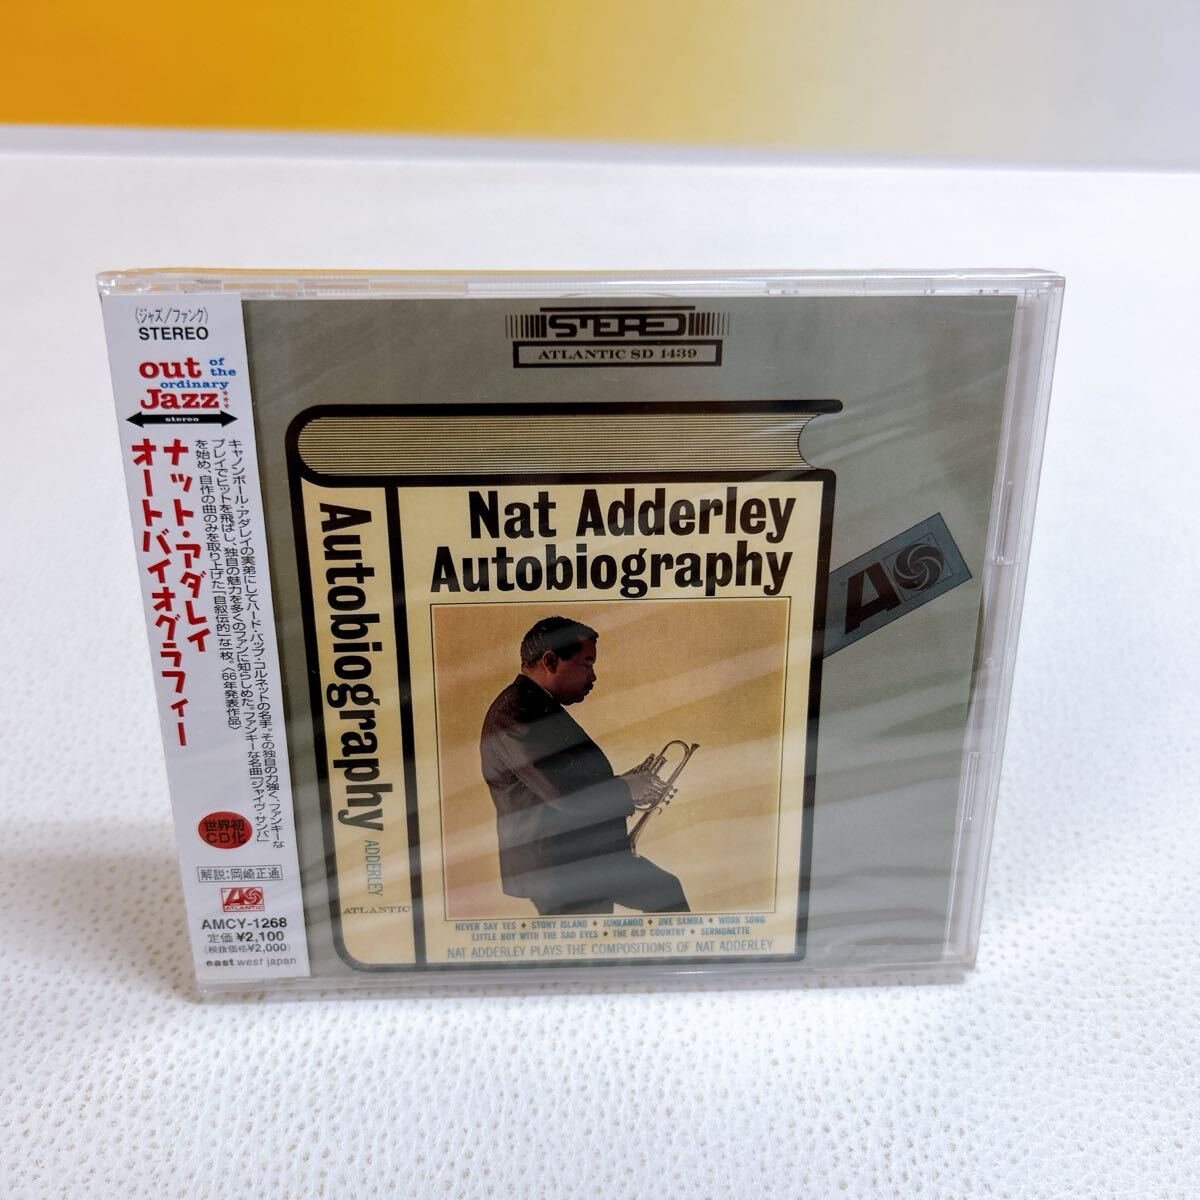 〈ジャズ/ファンク〉
STEREO
out of the
ordinary
Jazz
stereo
ナット・アダレイ
オートバイオグラフィー
キャノンボール・アダレイの実弟にしてハード・バップ・コルネットの名手。その独自の力強く、ファンキーな
プレイでヒットを飛ばし、独自の魅力を多くのファンに知らしめた。ファンキーな名曲「ジャイヴ・サンバ」
を始め、自作の曲のみを取り上げた「自叙伝的」な一枚。〈66年発表作品〉
世界初
CD化
解説:岡崎正通
ATLANTIC
AMCY-1268
定価¥2,100
(税抜価格¥2,000)
east west japan
STEREO
ATLANTIC SD 1439
Autobiography ADDERLEY
ATLANTIC
Nat Adderley
Autobiography
NEVER SAY YES ♦ STONY ISLAND ♦ JUNKANOO ♦ JIVE SAMBA ♦ WORK SONG
LITTLE BOY WITH THE SAD EYES ♦ THE OLD COUNTRY ♦ SERMONETTE
NAT ADDERLEY PLAYS THE COMPOSITIONS OF NAT ADDERLEY